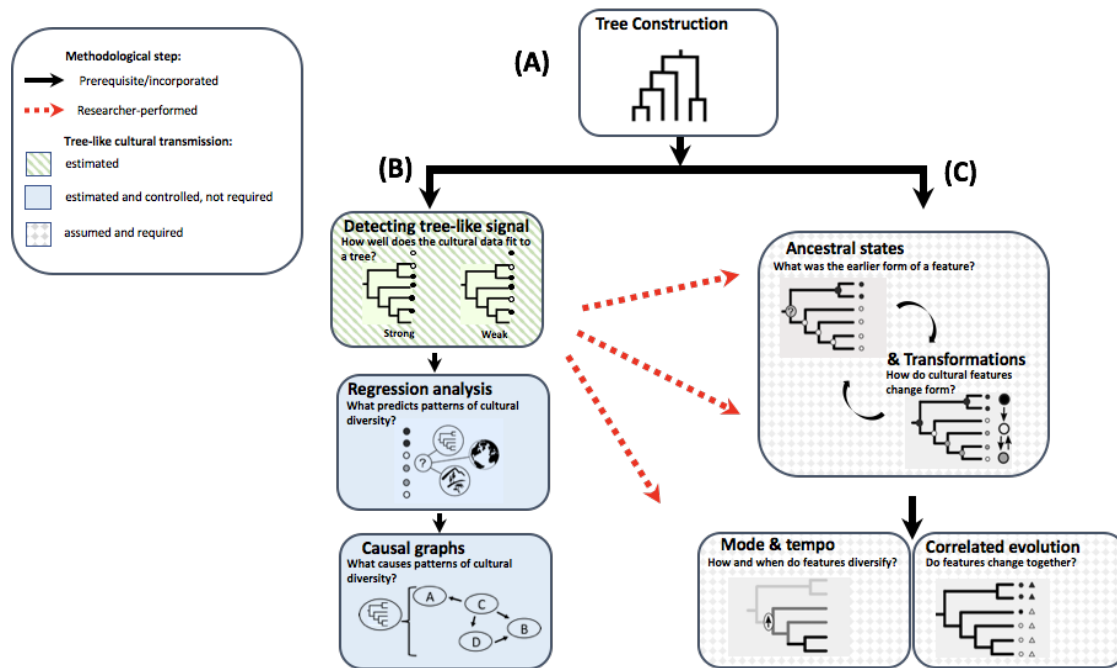 Methodological step:
Prerequisite/incorporated
Researcher-performed
Tree-like cultural transmission:
estimated
estimated and controlled, not required
assumed and required
(A)
Tree Construction
(B)
(C)
Detecting tree-like signal
How well does the cultural data fit to
a tree?
Strong
Weak
Regression analysis
What predicts patterns of cultural
diversity?
?
Causal graphs
What causes patterns of cultural
diversity?
A
C
B
D
Ancestral states
What was the earlier form of a feature?
?
& Transformations
How do cultural features
change form?
Mode & tempo
How and when do features diversify?
Correlated evolution
Do features change together?